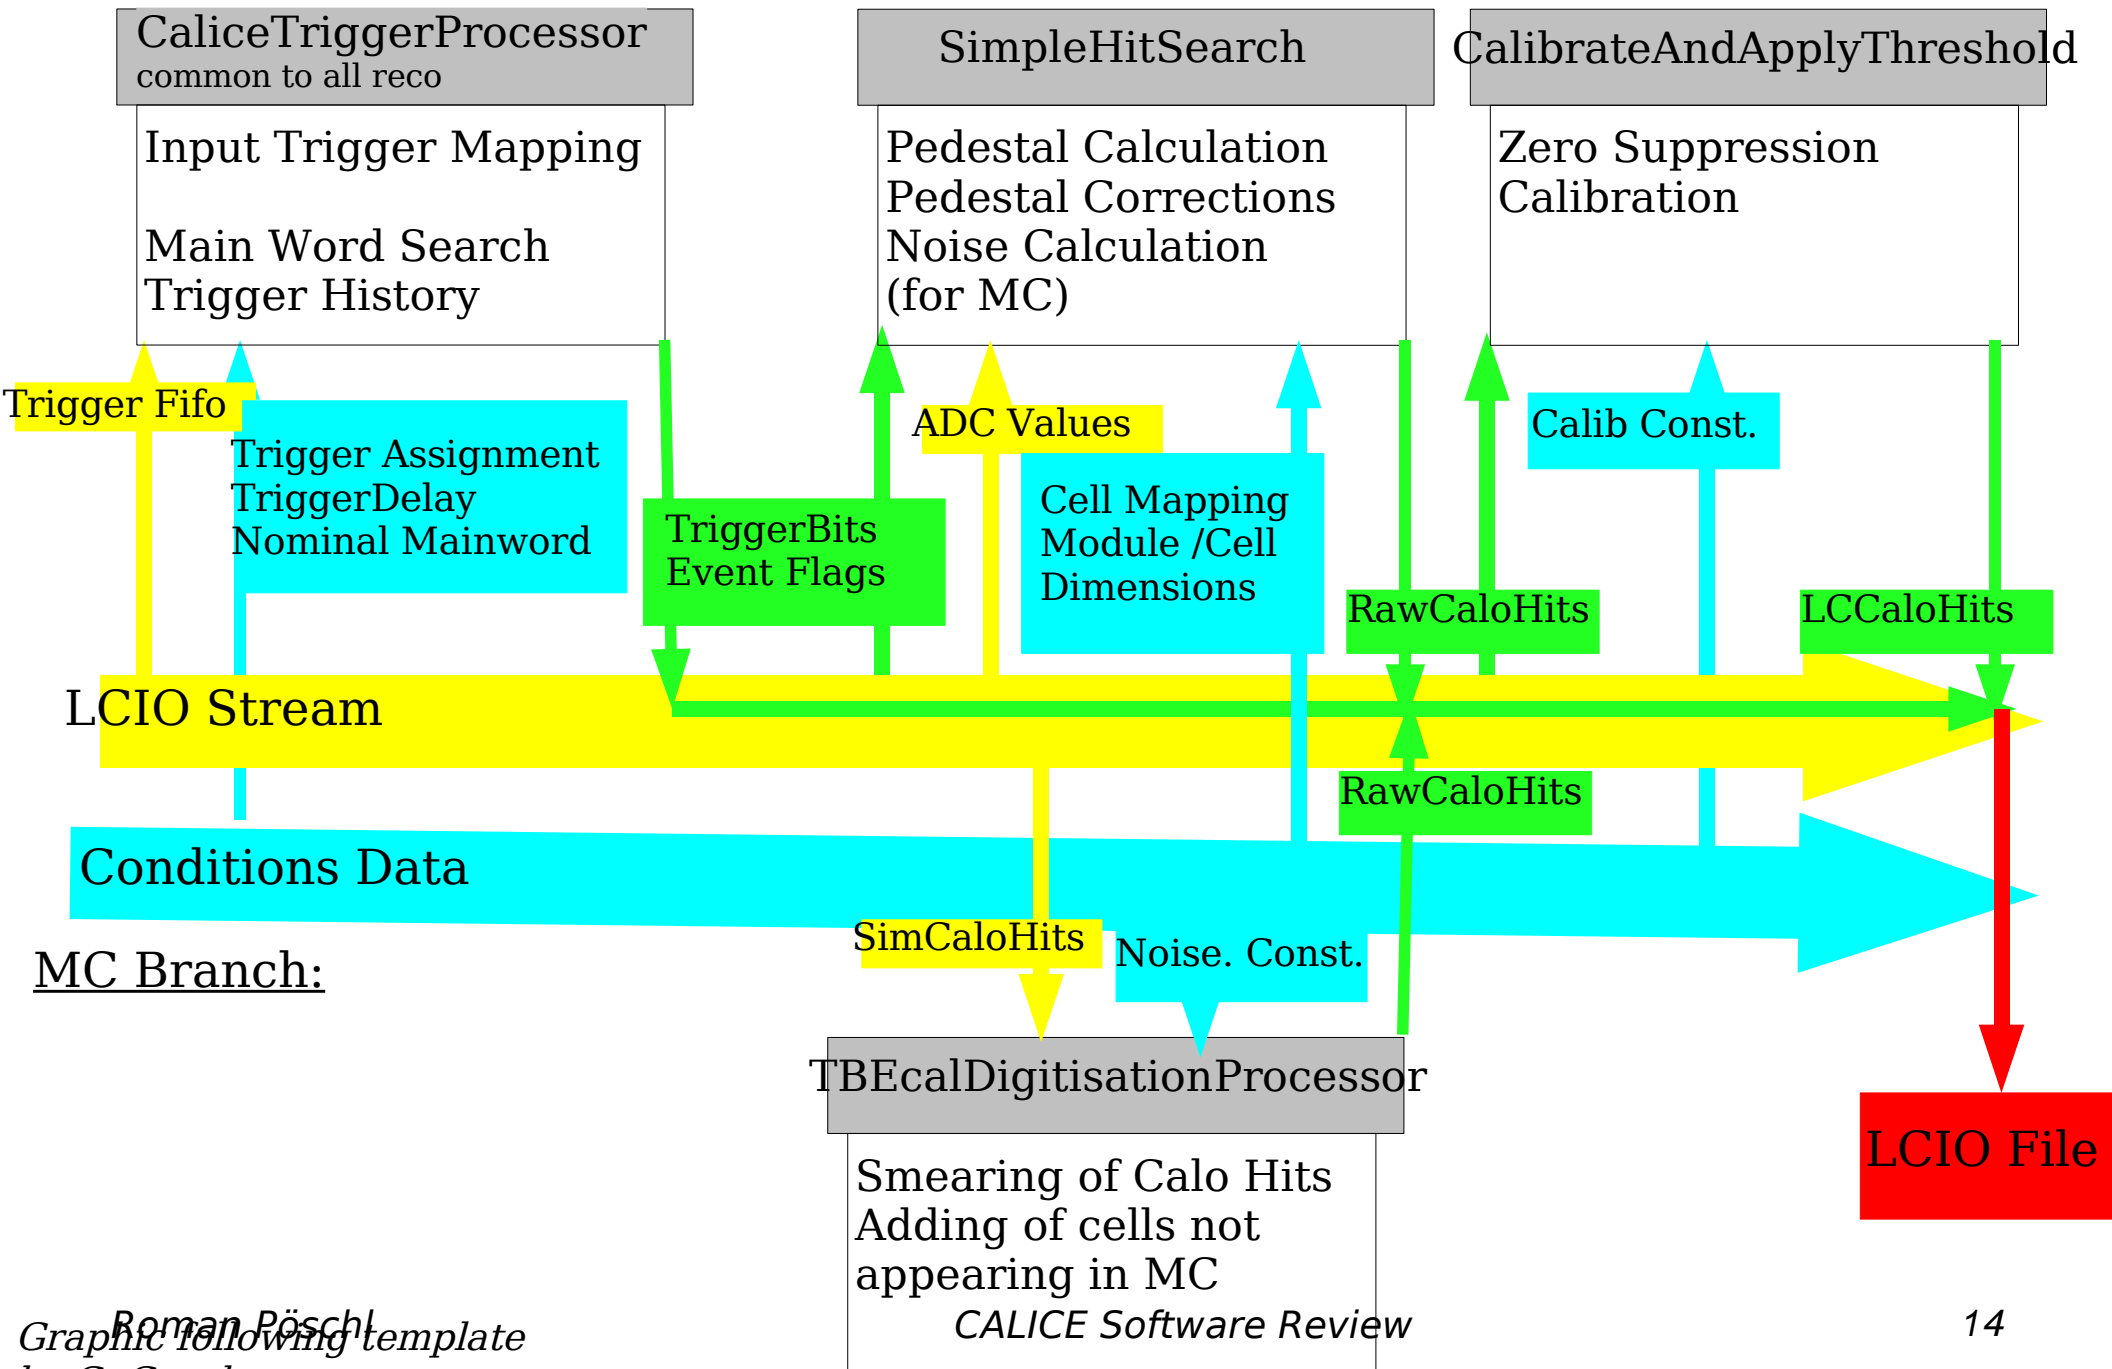 CaliceTriggerProcessor
common to all reco
SimpleHitSearch
CalibrateAndApplyThreshold
Input Trigger Mapping
Main Word Search
Trigger History
Pedestal Calculation
Pedestal Corrections
Noise Calculation
(for MC)
Zero Suppression
Calibration
Trigger Fifo
Trigger Assignment
TriggerDelay
Nominal Mainword
TriggerBits
Event Flags
ADC Values
Cell Mapping
Module /Cell
Dimensions
RawCaloHits
Calib Const.
LCCaloHits
LCIO Stream
RawCaloHits
Conditions Data
SimCaloHits
Noise. Const.
MC Branch:
TBEcalDigitisationProcessor
Smearing of Calo Hits
Adding of cells not
appearing in MC
LCIO File
Roman Pöschl
Graphic following template
CALICE Software Review
14